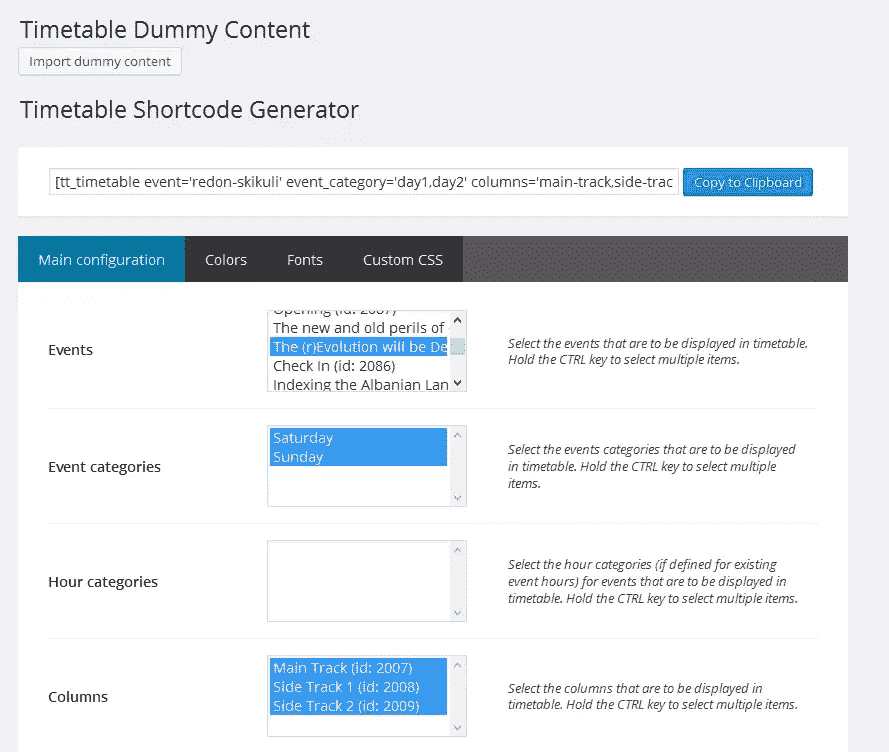 Timetable Dummy Content
Import dummy content
Timetable Shortcode Generator
[tt_timetable event='redon-skikuli' event_category='day1,day2' columns='main-track,side-trac
Copy to Clipboard
Main configuration
Colors
Fonts
Custom CSS
Events
Opening (id: 2087)
The new and old perils of
The (r)Evolution will be De
Check In (id: 2086)
Indexing the Albanian Lan
Select the events that are to be displayed in timetable.
Hold the CTRL key to select multiple items.
Event categories
Saturday
Sunday
Select the events categories that are to be displayed
in timetable. Hold the CTRL key to select multiple
items.
Hour categories
Select the hour categories (if defined for existing
event hours) for events that are to be displayed in
timetable. Hold the CTRL key to select multiple items.
Columns
Main Track (id: 2007)
Side Track 1 (id: 2008)
Side Track 2 (id: 2009)
Select the columns that are to be displayed in
timetable. Hold the CTRL key to select multiple items.